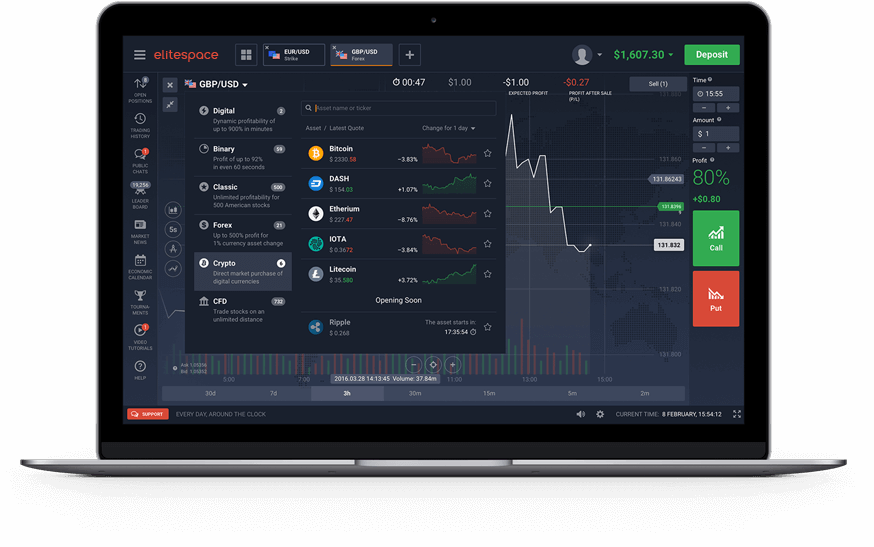 elitespace
EUR/USD
Strike
GBP/USD
Forex
$1,607.30
Deposit
OPEN
POSITIONS
8
TRADING
HISTORY
PUBLIC
CHATS
1
19,256
LEADER
BOARD
MARKET
NEWS
ECONOMIC
CALENDAR
TOURNA-
MENTS
VIDEO
TUTORIALS
1
HELP
GBP/USD
00:47
$1.00
-$1.00
EXPECTED PROFIT
-$0.27
PROFIT AFTER SALE
(P/L)
Sell (1)
5s
Digital 2
Dynamic profitability of
up to 900% in minutes
Binary 59
Profit of up to 92%
in even 60 seconds
Classic 500
Unlimited profitability for
500 American stocks
Forex 21
Up to 500% profit for
1% currency asset change
Crypto 6
Direct market purchase of
digital currencies
CFD 732
Trade stocks on an
unlimited distance
Asset name or ticker
Asset / Latest Quote Change for 1 day
Bitcoin
$ 2330.58 −3.83%
DASH
$ 154.03 +1.07%
Etherium
$ 227.47 −8.76%
IOTA
$ 0.3672 −3.84%
Litecoin
$ 35.580 +3.72%
Opening Soon
Ripple
$ 0.268
The asset starts in:
17:35:54
131.860
131.86243
131.8396
131.840
131.832
131.820
131.800
Time
15:55
Amount
$ 1
Profit
80%
+$0.80
Call
Put
5:00
7:00
11:00
13:00
15:00
2016.03.28 14:13:45 Volume: 37.84m
30d 7d 3h 30m 15m 5m 2m
SUPPORT
EVERY DAY, AROUND THE CLOCK
CURRENT TIME: 8 FEBRUARY, 15:54:12